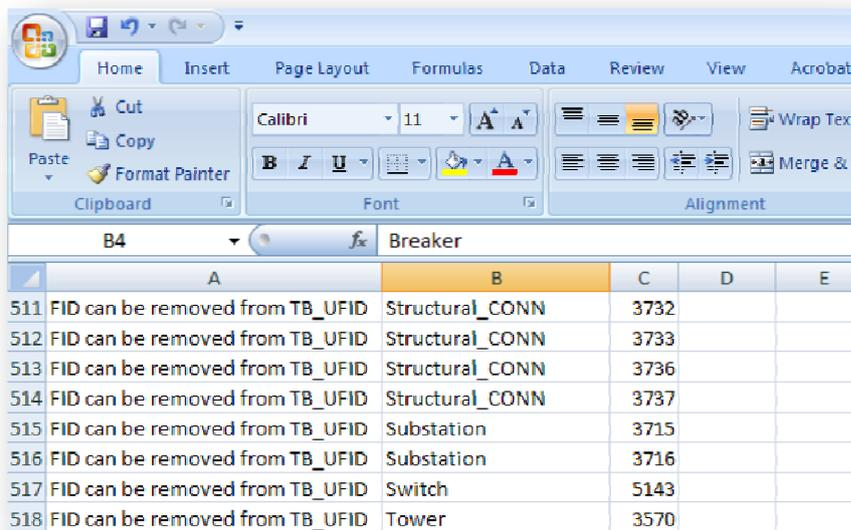 Home Insert Page Layout Formulas Data Review View Acrobat
Cut
Copy
Paste
Format Painter
Calibri 11 A A
B I U A
Wrap Tex
Merge &
Clipboard Font Alignment
B4 fx Breaker
A B C D E
511 FID can be removed from TB_UFID Structural_CONN 3732
512 FID can be removed from TB_UFID Structural_CONN 3733
513 FID can be removed from TB_UFID Structural_CONN 3736
514 FID can be removed from TB_UFID Structural_CONN 3737
515 FID can be removed from TB_UFID Substation 3715
516 FID can be removed from TB_UFID Substation 3716
517 FID can be removed from TB_UFID Switch 5143
518 FID can be removed from TB_UFID Tower 3570